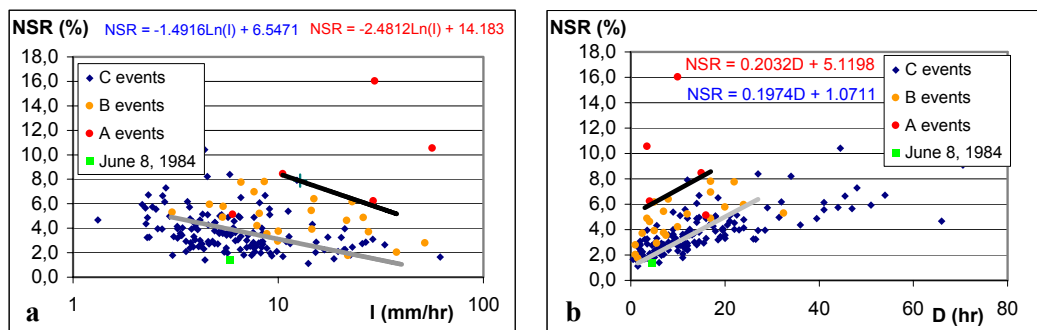 NSR (%)
NSR = -1.4916Ln(I) + 6.5471
NSR = -2.4812Ln(I) + 14.183
18,0
16,0
14,0
12,0
10,0
8,0
6,0
4,0
2,0
0,0
C events
B events
A events
June 8, 1984
1
10
100
a
I (mm/hr)
NSR (%)
18,0
16,0
14,0
12,0
10,0
8,0
6,0
4,0
2,0
0,0
NSR = 0.2032D + 5.1198
NSR = 0.1974D + 1.0711
C events
B events
A events
June 8, 1984
0
20
40
60
80
b
D (hr)